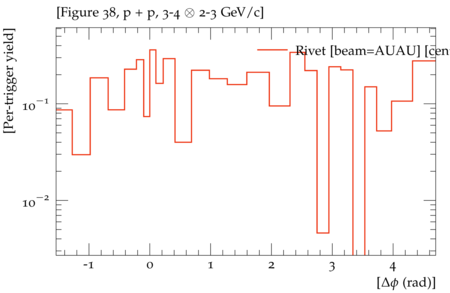 [Figure 38, p + p, 3-4 ⊗ 2-3 GeV/c]
[Per-trigger yield]
Rivet [beam=AUAU] [cen
10⁻¹
10⁻²
-1 0 1 2 3 4
[Δϕ (rad)]